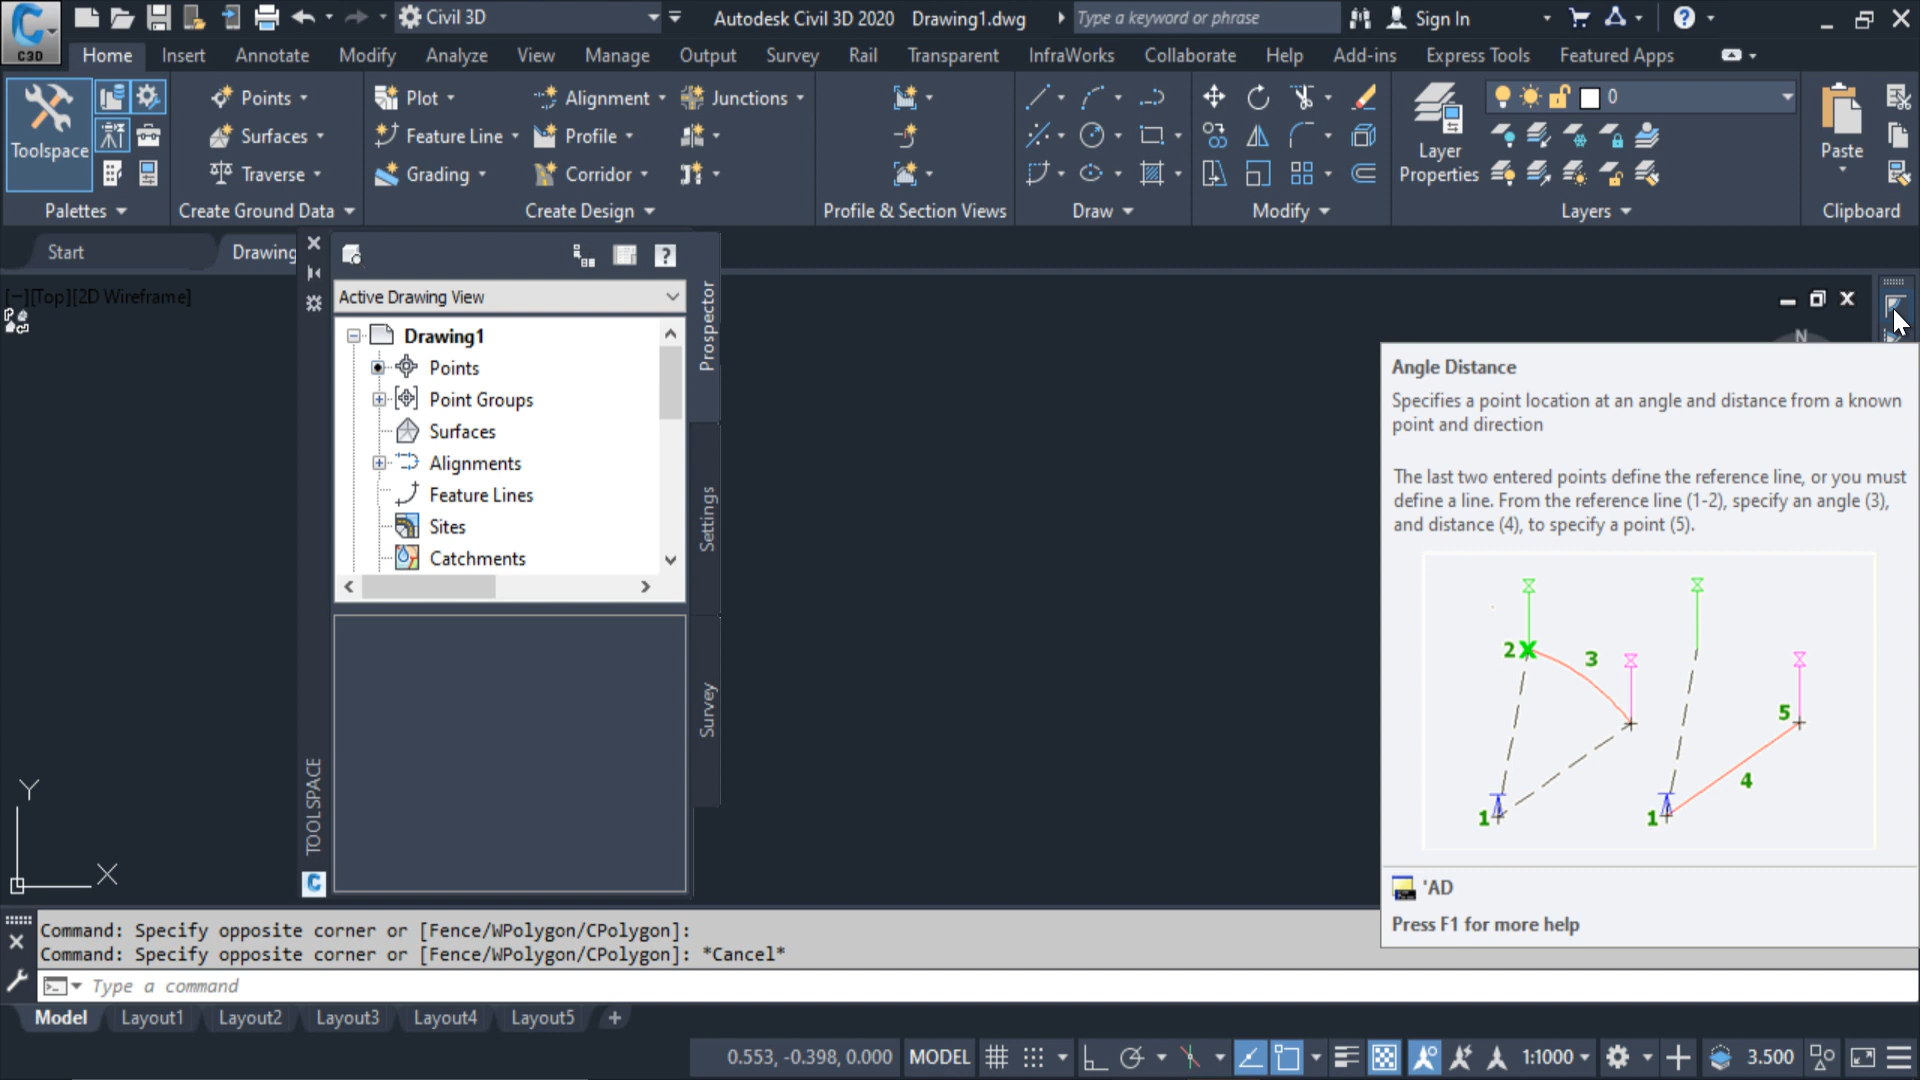 C3D
Civil 3D
Autodesk Civil 3D 2020 Drawing1.dwg
Type a keyword or phrase
Sign In
Home Insert Annotate Modify Analyze View Manage Output Survey Rail Transparent InfraWorks Collaborate Help Add-ins Express Tools Featured Apps
Toolspace
Points
Surfaces
Traverse
Plot
Feature Line
Grading
Alignment
Profile
Corridor
Junctions
Layer
Properties
0
Paste
Palettes
Create Ground Data
Create Design
Profile & Section Views
Draw
Modify
Layers
Clipboard
Start
Drawing
[−][Top][2D Wireframe]
Active Drawing View
Drawing1
Points
Point Groups
Surfaces
Alignments
Feature Lines
Sites
Catchments
Prospector
Settings
Survey
TOOLSPACE
N
Angle Distance
Specifies a point location at an angle and distance from a known
point and direction
The last two entered points define the reference line, or you must
define a line. From the reference line (1-2), specify an angle (3),
and distance (4), to specify a point (5).
2 3
5
4
1 1
'AD
Press F1 for more help
Y
X
Command: Specify opposite corner or [Fence/WPolygon/CPolygon]:
Command: Specify opposite corner or [Fence/WPolygon/CPolygon]: *Cancel*
Type a command
Model Layout1 Layout2 Layout3 Layout4 Layout5 +
0.553, -0.398, 0.000 MODEL 1:1000 3.500